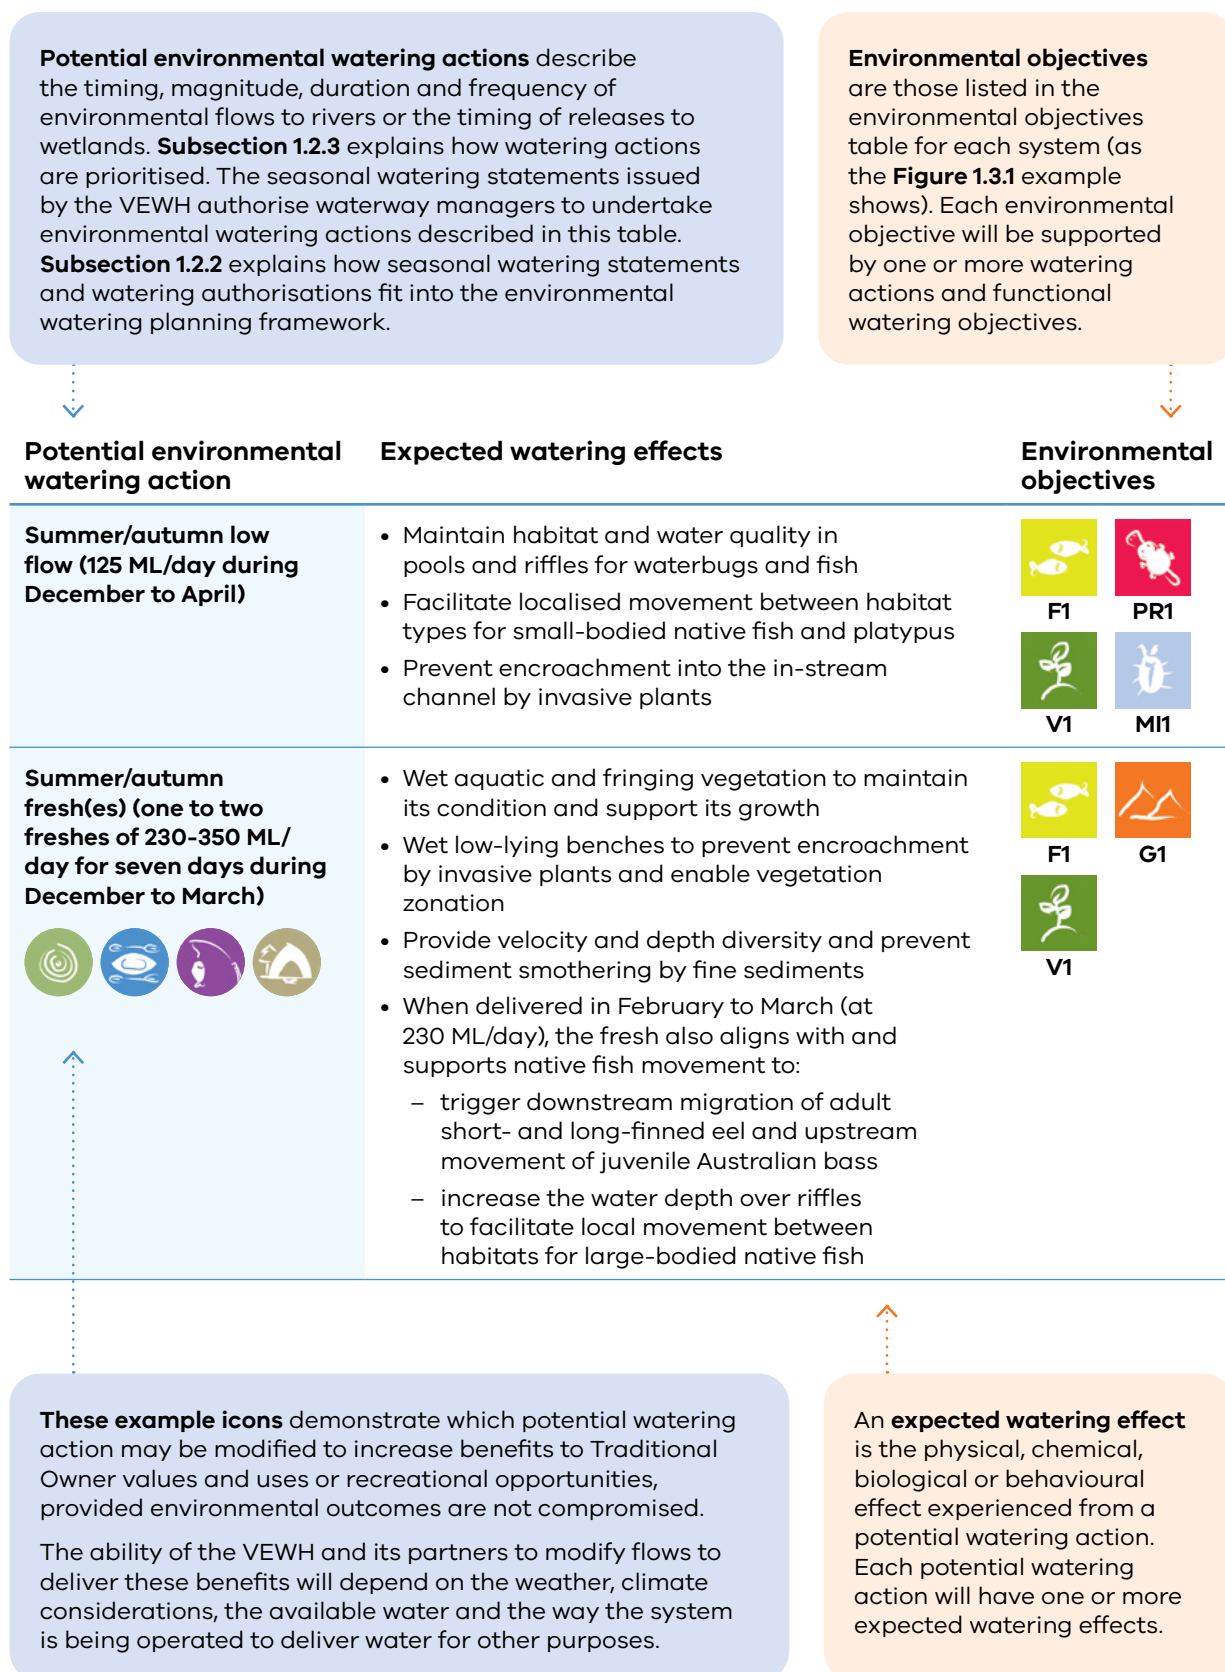 Potential environmental watering actions describe
the timing, magnitude, duration and frequency of
environmental flows to rivers or the timing of releases to
wetlands. Subsection 1.2.3 explains how watering actions
are prioritised. The seasonal watering statements issued
by the VEWH authorise waterway managers to undertake
environmental watering actions described in this table.
Subsection 1.2.2 explains how seasonal watering statements
and watering authorisations fit into the environmental
watering planning framework.
Environmental objectives
are those listed in the
environmental objectives
table for each system (as
the Figure 1.3.1 example
shows). Each environmental
objective will be supported
by one or more watering
actions and functional
watering objectives.
Potential environmental
watering action
Expected watering effects
Environmental
objectives
Summer/autumn low
flow (125 ML/day during
December to April)
• Maintain habitat and water quality in
pools and riffles for waterbugs and fish
• Facilitate localised movement between habitat
types for small-bodied native fish and platypus
• Prevent encroachment into the in-stream
channel by invasive plants
F1 PR1
V1 MI1
Summer/autumn
fresh(es) (one to two
freshes of 230-350 ML/
day for seven days during
December to March)
• Wet aquatic and fringing vegetation to maintain
its condition and support its growth
• Wet low-lying benches to prevent encroachment
by invasive plants and enable vegetation
zonation
• Provide velocity and depth diversity and prevent
sediment smothering by fine sediments
• When delivered in February to March (at
230 ML/day), the fresh also aligns with and
supports native fish movement to:
– trigger downstream migration of adult
short- and long-finned eel and upstream
movement of juvenile Australian bass
– increase the water depth over riffles
to facilitate local movement between
habitats for large-bodied native fish
F1 G1
V1
These example icons demonstrate which potential watering
action may be modified to increase benefits to Traditional
Owner values and uses or recreational opportunities,
provided environmental outcomes are not compromised.
The ability of the VEWH and its partners to modify flows to
deliver these benefits will depend on the weather, climate
considerations, the available water and the way the system
is being operated to deliver water for other purposes.
An expected watering effect
is the physical, chemical,
biological or behavioural
effect experienced from a
potential watering action.
Each potential watering
action will have one or more
expected watering effects.